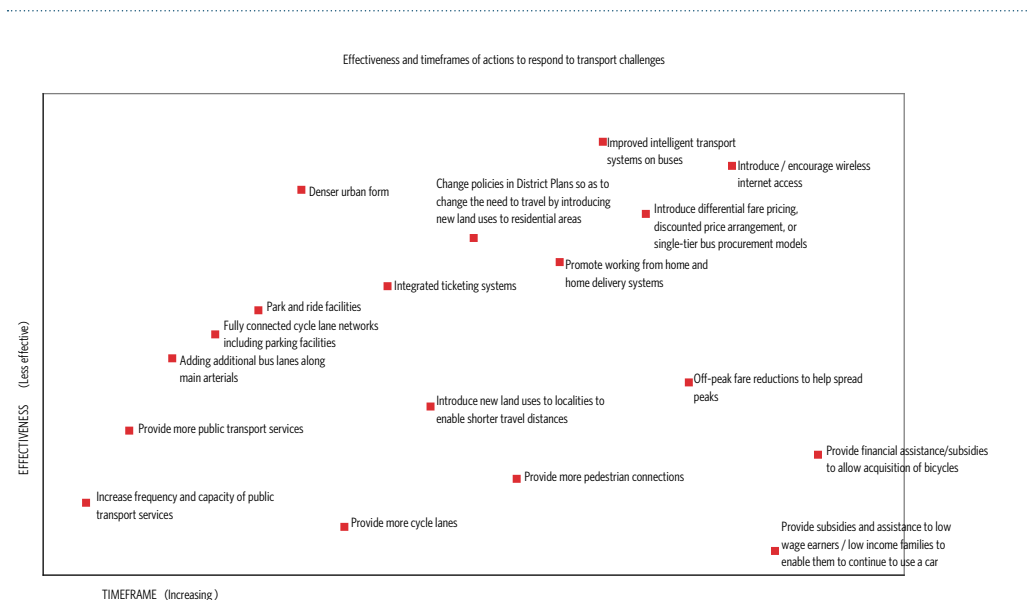 Effectiveness and timeframes of actions to respond to transport challenges
Improved intelligent transport
systems on buses
Introduce / encourage wireless
internet access
Denser urban form
Change policies in District Plans so as to
change the need to travel by introducing
new land uses to residential areas
Introduce differential fare pricing,
discounted price arrangement, or
single-tier bus procurement models
Promote working from home and
home delivery systems
Integrated ticketing systems
Park and ride facilities
Fully connected cycle lane networks
including parking facilities
Adding additional bus lanes along
main arterials
Off-peak fare reductions to help spread
peaks
Introduce new land uses to localities to
enable shorter travel distances
Provide more public transport services
Provide financial assistance/subsidies
to allow acquisition of bicycles
Provide more pedestrian connections
Increase frequency and capacity of public
transport services
Provide more cycle lanes
Provide subsidies and assistance to low
wage earners / low income families to
enable them to continue to use a car
EFFECTIVENESS (Less effective)
TIMEFRAME (Increasing )